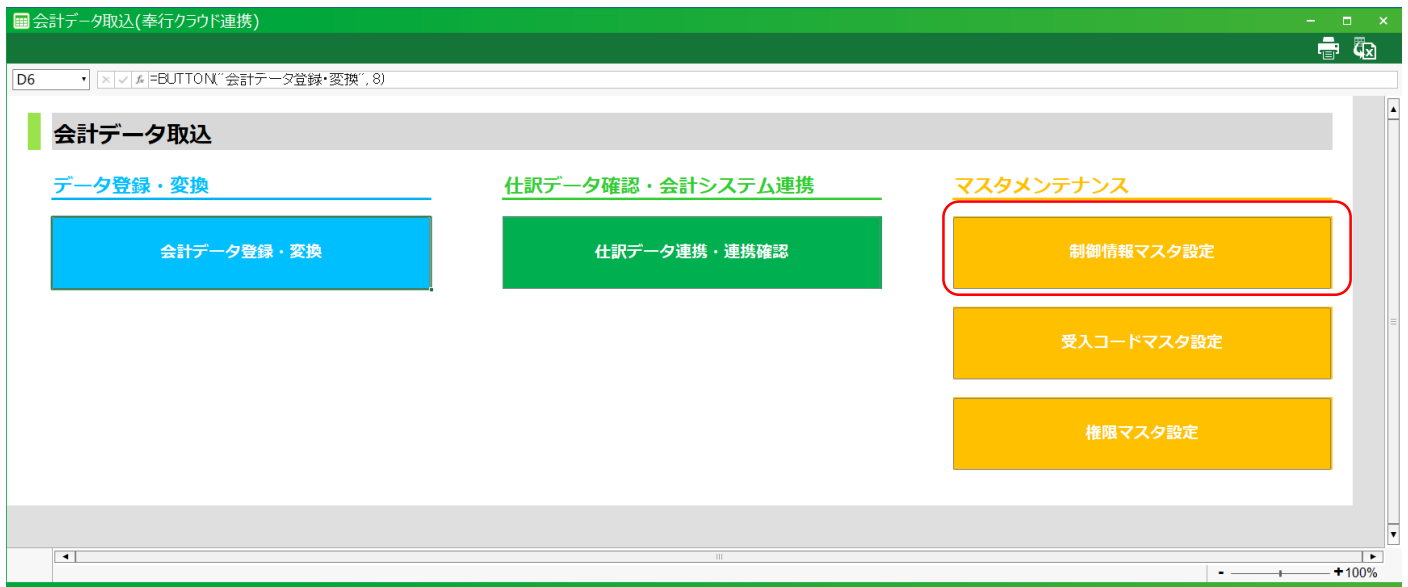 会計データ取込(奉行クラウド連携)
D6
=BUTTON("会計データ登録・変換", 8)
会計データ取込
データ登録・変換
仕訳データ確認・会計システム連携
マスタメンテナンス
会計データ登録・変換
仕訳データ連携・連携確認
制御情報マスタ設定
受入コードマスタ設定
権限マスタ設定
- + 100%